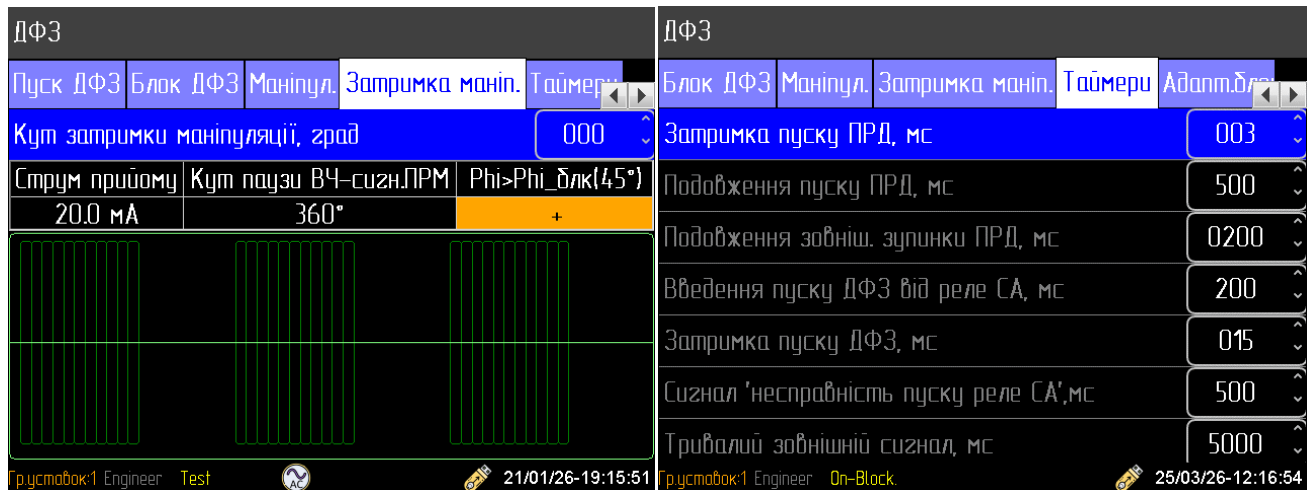 ДФЗ
Пуск ДФЗ Блок ДФЗ Маніпул. Затримка маніп. Таймери
Кут затримки маніпуляції, град 000
Струм прийому Кут паузи ВЧ-сигн.ПРМ Phi>Phi_блк(45°)
20.0 мА 360° +
Гр.уставок:1 Engineer Test AC 21/01/26-19:15:51
ДФЗ
Блок ДФЗ Маніпул. Затримка маніп. Таймери Адапт.бл
Затримка пуску ПРД, мс 003
Подовження пуску ПРД, мс 500
Подовження зовніш. зупинки ПРД, мс 0200
Введення пуску ДФЗ від реле СА, мс 200
Затримка пуску ДФЗ, мс 015
Сигнал 'несправність пуску реле СА',мс 500
Тривалий зовнішній сигнал, мс 5000
Гр.уставок:1 Engineer On-Block. 25/03/26-12:16:54